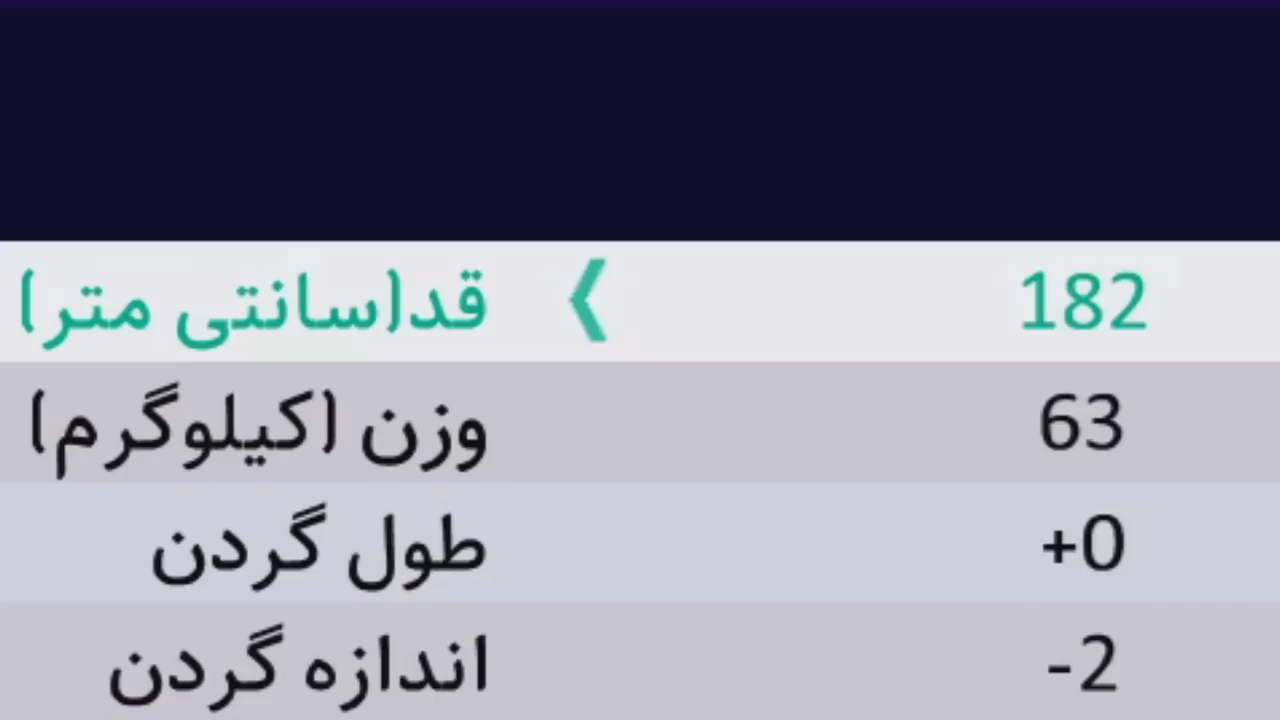 قد(سانتی متر) ❬ 182
وزن (کیلوگرم) 63
طول گردن +0
اندازه گردن -2